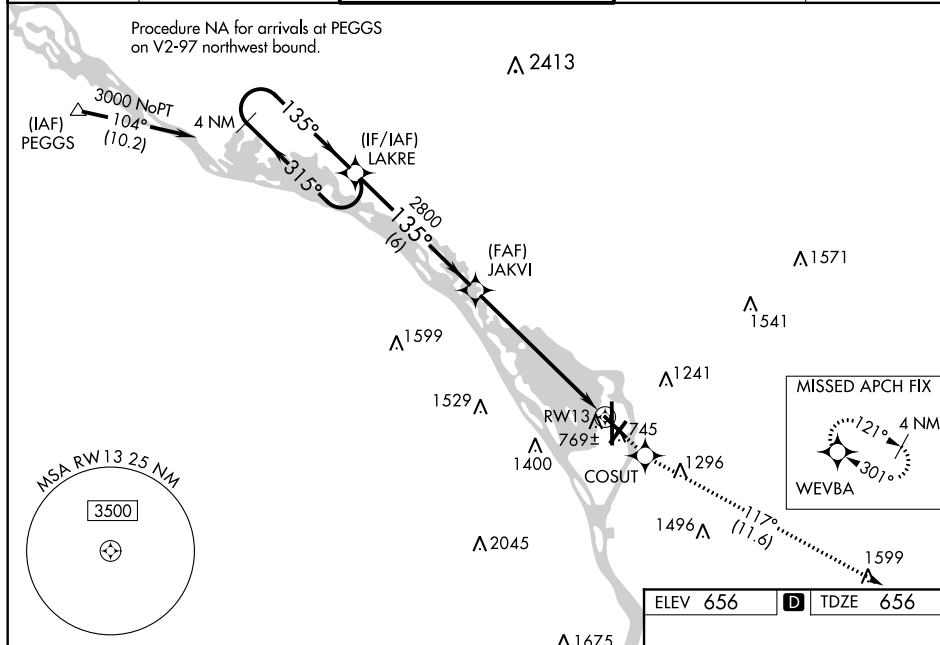 Procedure NA for arrivals at PEGGS
on V2-97 northwest bound.
2413
3000 NoPT
104°
(10.2)
(IAF)
PEGGS
4 NM
135°
315°
(IF/IAF)
LAKRE
2800
135°
(6)
(FAF)
JAKVI
1571
1541
1599
1241
1529
RW13
769±
745
1400
COSUT
1296
MISSED APCH FIX
4 NM
121°
301°
WEVBA
MSA RW13 25 NM
3500
117°
(11.6)
1496
2045
1599
ELEV 656
D
TDZE 656
1675